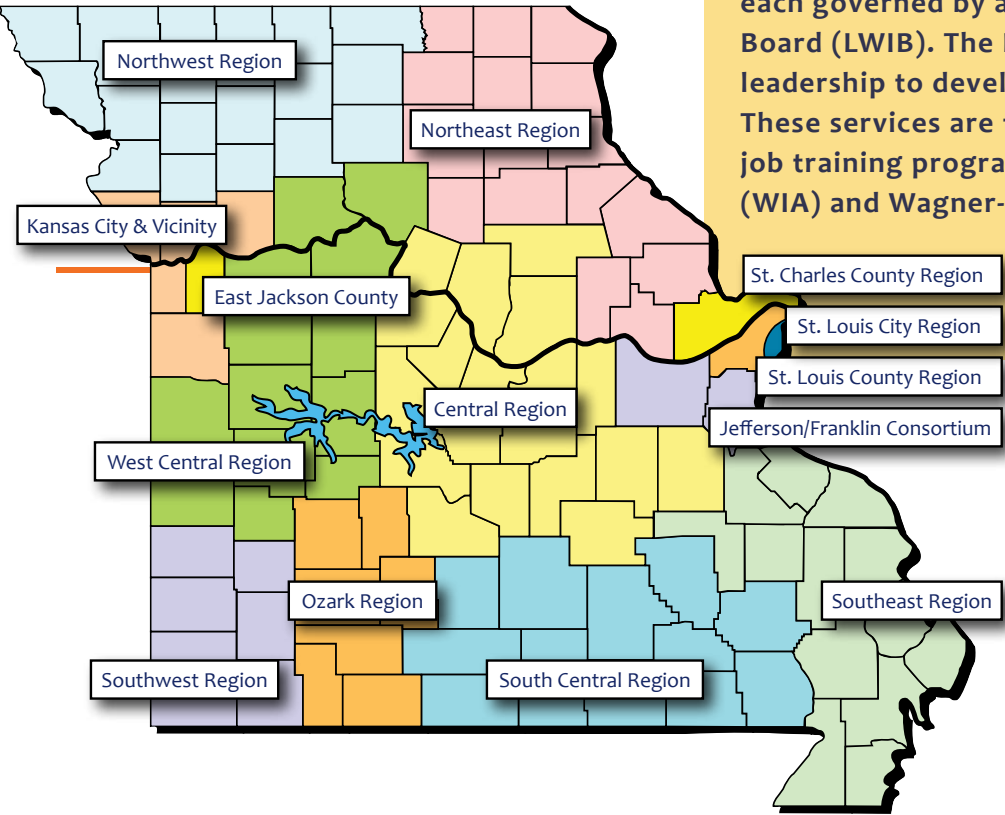 each governed by a
Board (LWIB). The
leadership to devel
These services are
job training progra
(WIA) and Wagner-
Northwest Region
Northeast Region
Kansas City & Vicinity
East Jackson County
St. Charles County Region
St. Louis City Region
St. Louis County Region
Central Region
Jefferson/Franklin Consortium
West Central Region
Ozark Region
Southeast Region
Southwest Region
South Central Region